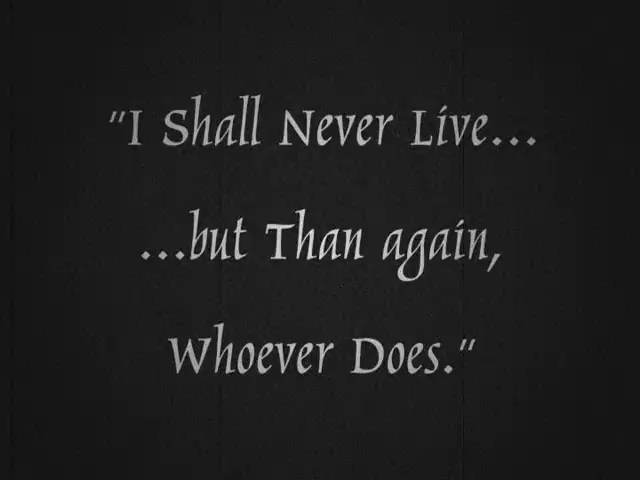 "I Shall Never Live...
...but Than again,
Whoever Does."